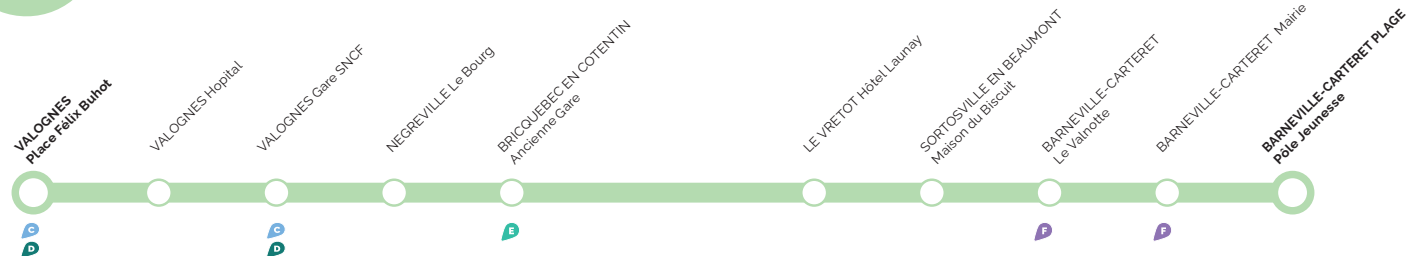 VALOGNES
Place Félix Buhot
VALOGNES Hopital
VALOGNES Gare SNCF
NEGREVILLE Le Bourg
BRICQUEBEC EN COTENTIN
Ancienne Gare
LE VRETOT Hôtel Launay
SORTOSVILLE EN BEAUMONT
Maison du Biscuit
BARNEVILLE-CARTERET
Le Valnotte
BARNEVILLE-CARTERET Mairie
BARNEVILLE-CARTERET PLAGE
Pôle Jeunesse
C
D
C
D
E
F
F